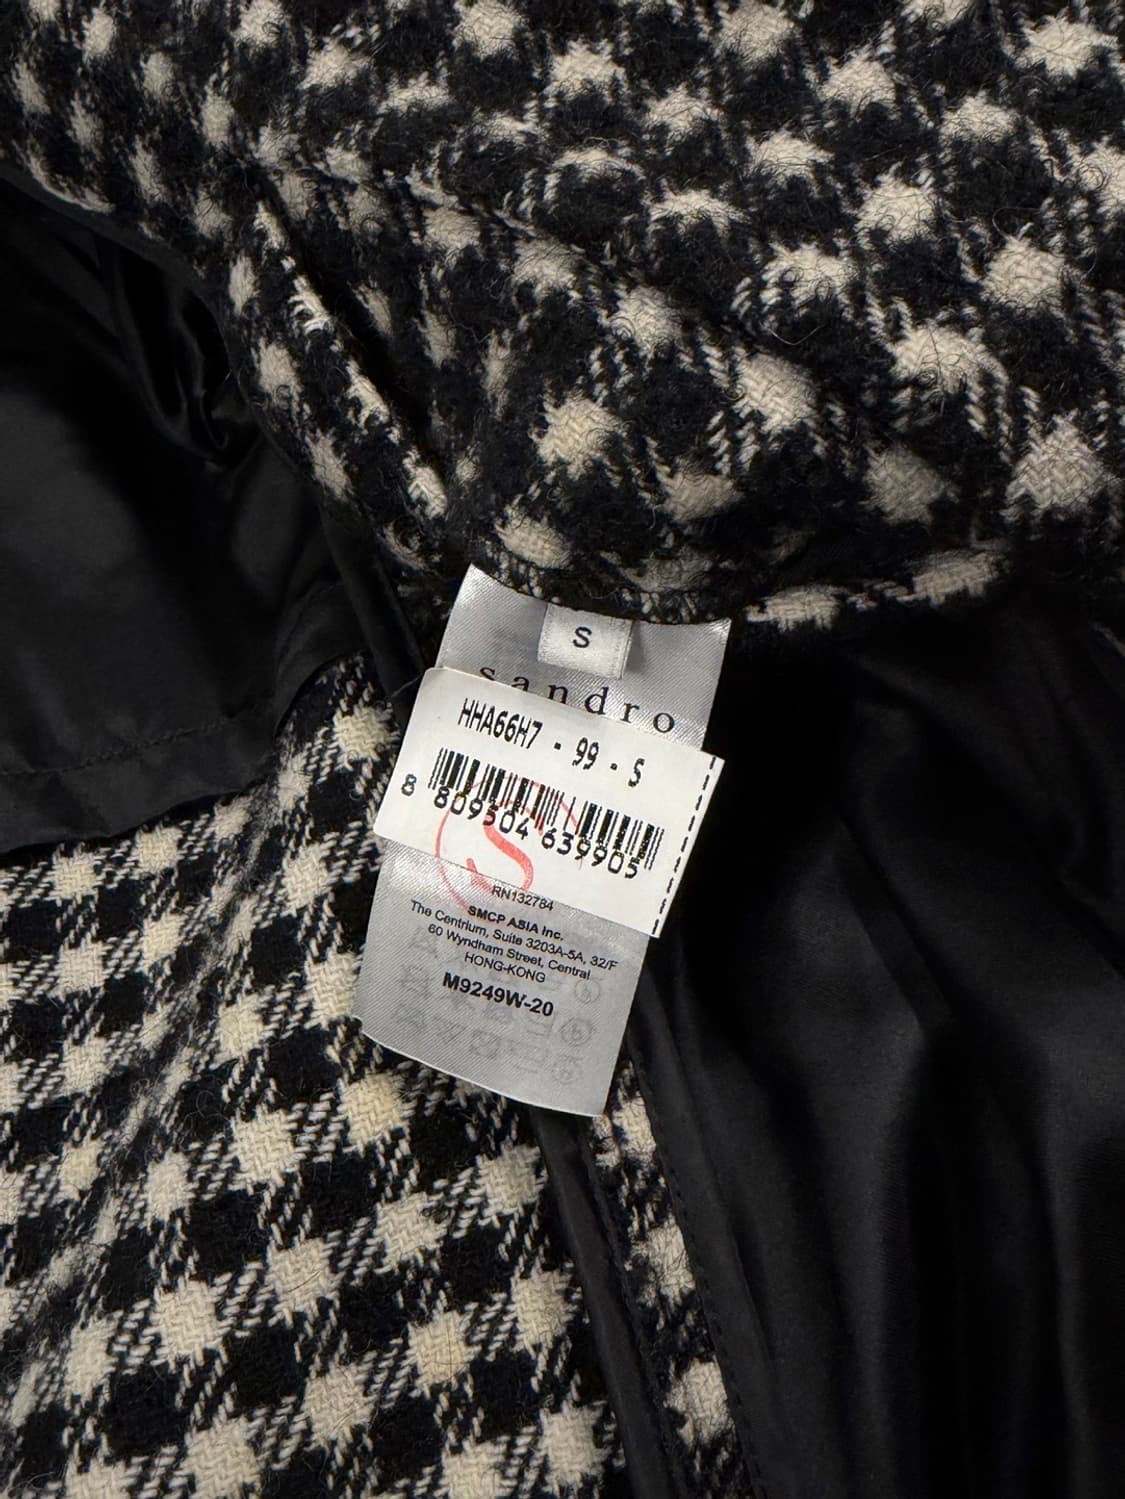 S
sandro
HHA66H7 - 99 - S
8 809504 639905
S
RN132784
SMCP ASIA Inc.
The Centrium, Suite 3203A-5A, 32/F
60 Wyndham Street, Central
HONG-KONG
M9249W-20